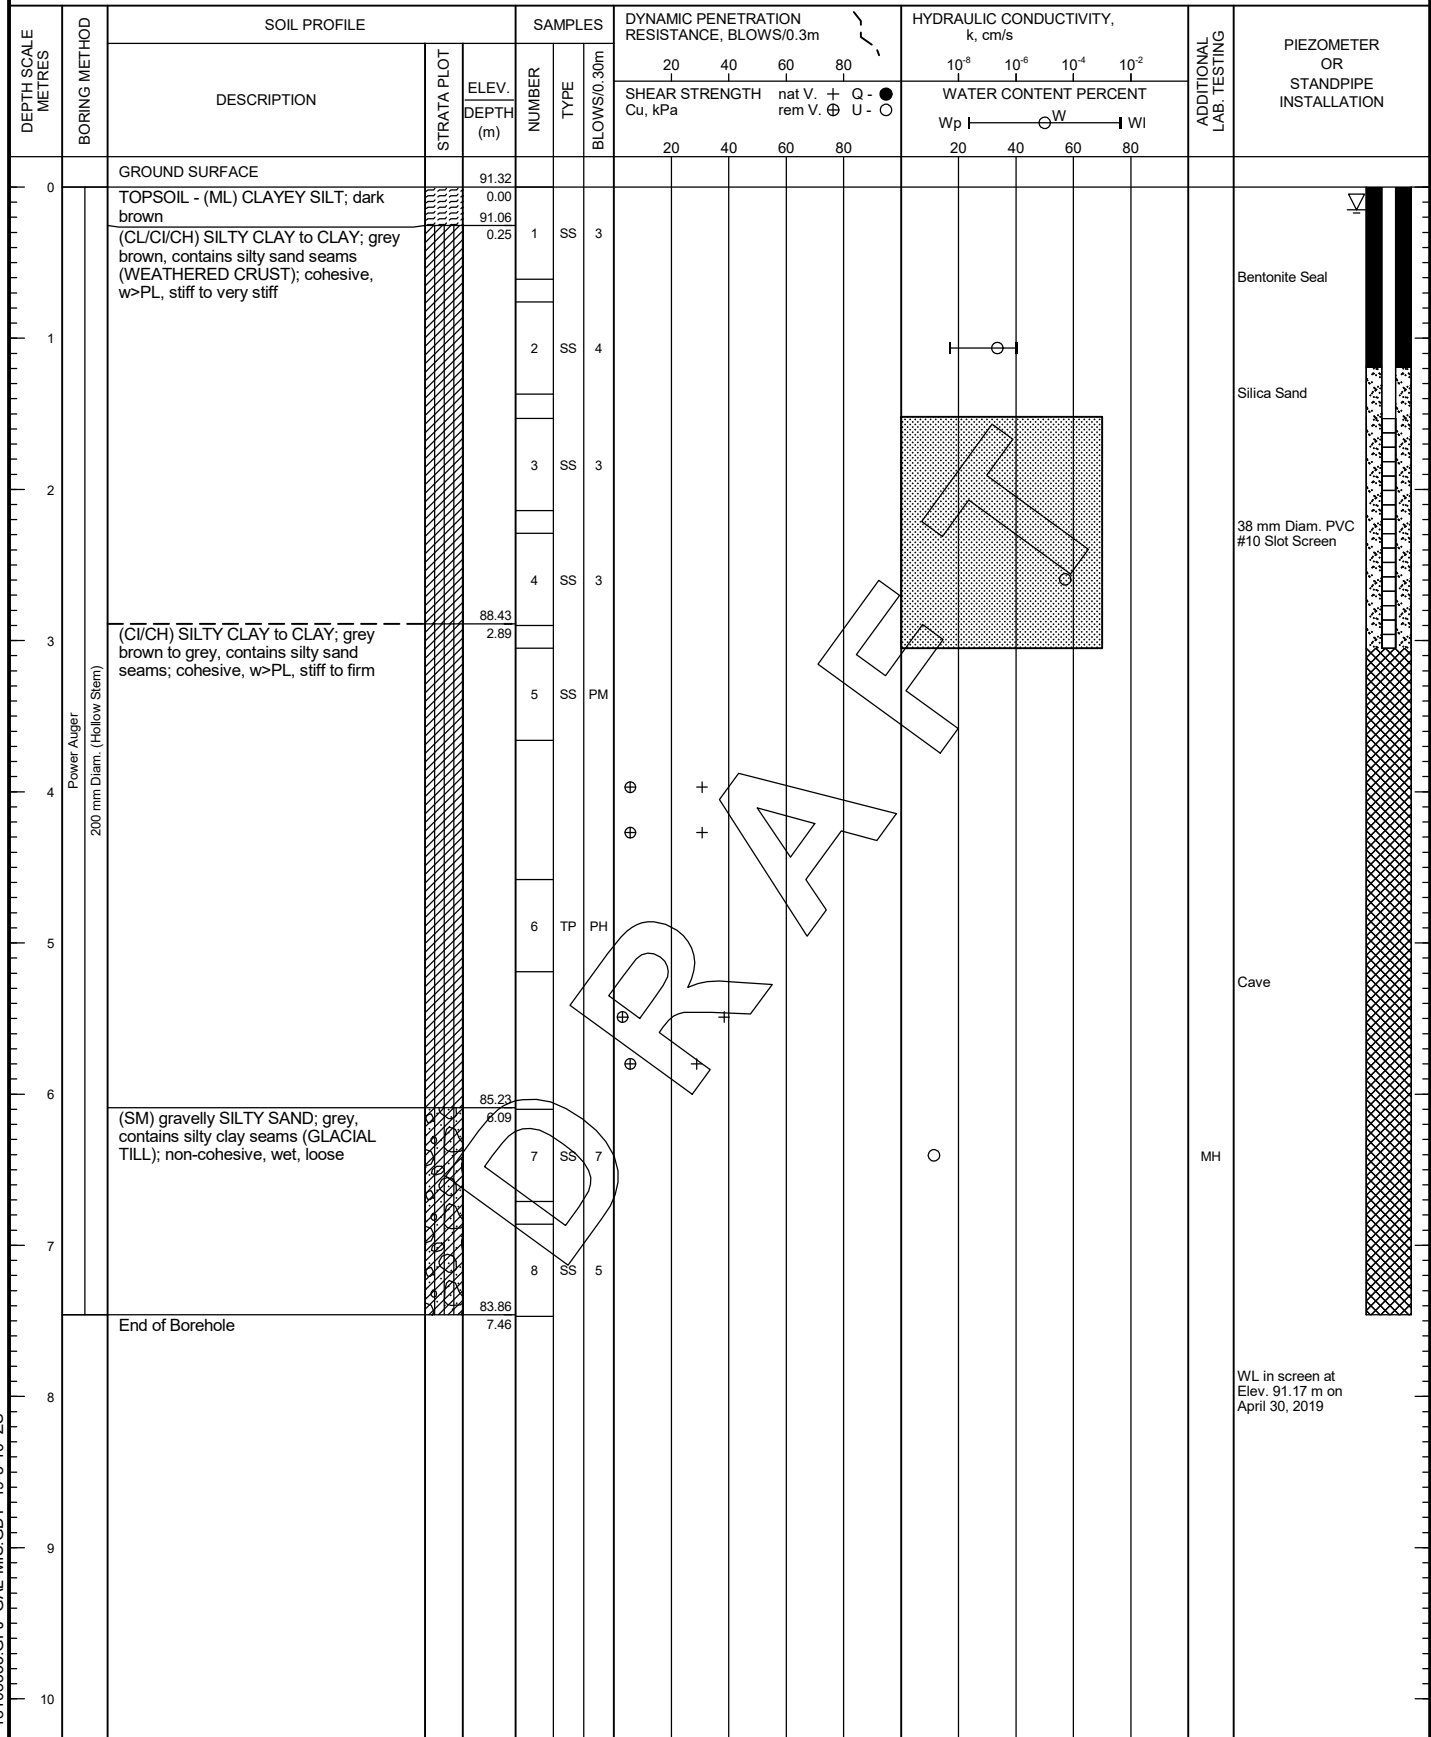 DEPTH SCALE
METRES
BORING METHOD
SOIL PROFILE
DESCRIPTION
STRATA PLOT
ELEV.
DEPTH
(m)
SAMPLES
NUMBER
TYPE
BLOWS/0.30m
DYNAMIC PENETRATION
RESISTANCE, BLOWS/0.3m
20 40 60 80
SHEAR STRENGTH nat V. + Q - ●
Cu, kPa rem V. ⊕ U - ○
20 40 60 80
HYDRAULIC CONDUCTIVITY,
k, cm/s
10⁻⁸ 10⁻⁶ 10⁻⁴ 10⁻²
WATER CONTENT PERCENT
Wp W Wl
20 40 60 80
ADDITIONAL
LAB. TESTING
PIEZOMETER
OR
STANDPIPE
INSTALLATION
GROUND SURFACE 91.32
0
TOPSOIL - (ML) CLAYEY SILT; dark
brown
0.00
91.06
(CL/CI/CH) SILTY CLAY to CLAY; grey
brown, contains silty sand seams
(WEATHERED CRUST); cohesive,
w>PL, stiff to very stiff
0.25
1 SS 3
Bentonite Seal
1
2 SS 4
Silica Sand
3 SS 3
2
38 mm Diam. PVC
#10 Slot Screen
4 SS 3
88.43
2.89
(CI/CH) SILTY CLAY to CLAY; grey
brown to grey, contains silty sand
seams; cohesive, w>PL, stiff to firm
3
5 SS PM
Power Auger
200 mm Diam. (Hollow Stem)
4
6 TP PH
5
Cave
6
85.23
6.09
(SM) gravelly SILTY SAND; grey,
contains silty clay seams (GLACIAL
TILL); non-cohesive, wet, loose
7 SS 7
MH
7
8 SS 5
83.86
End of Borehole
7.46
WL in screen at
Elev. 91.17 m on
April 30, 2019
8
9
10
DRAFT